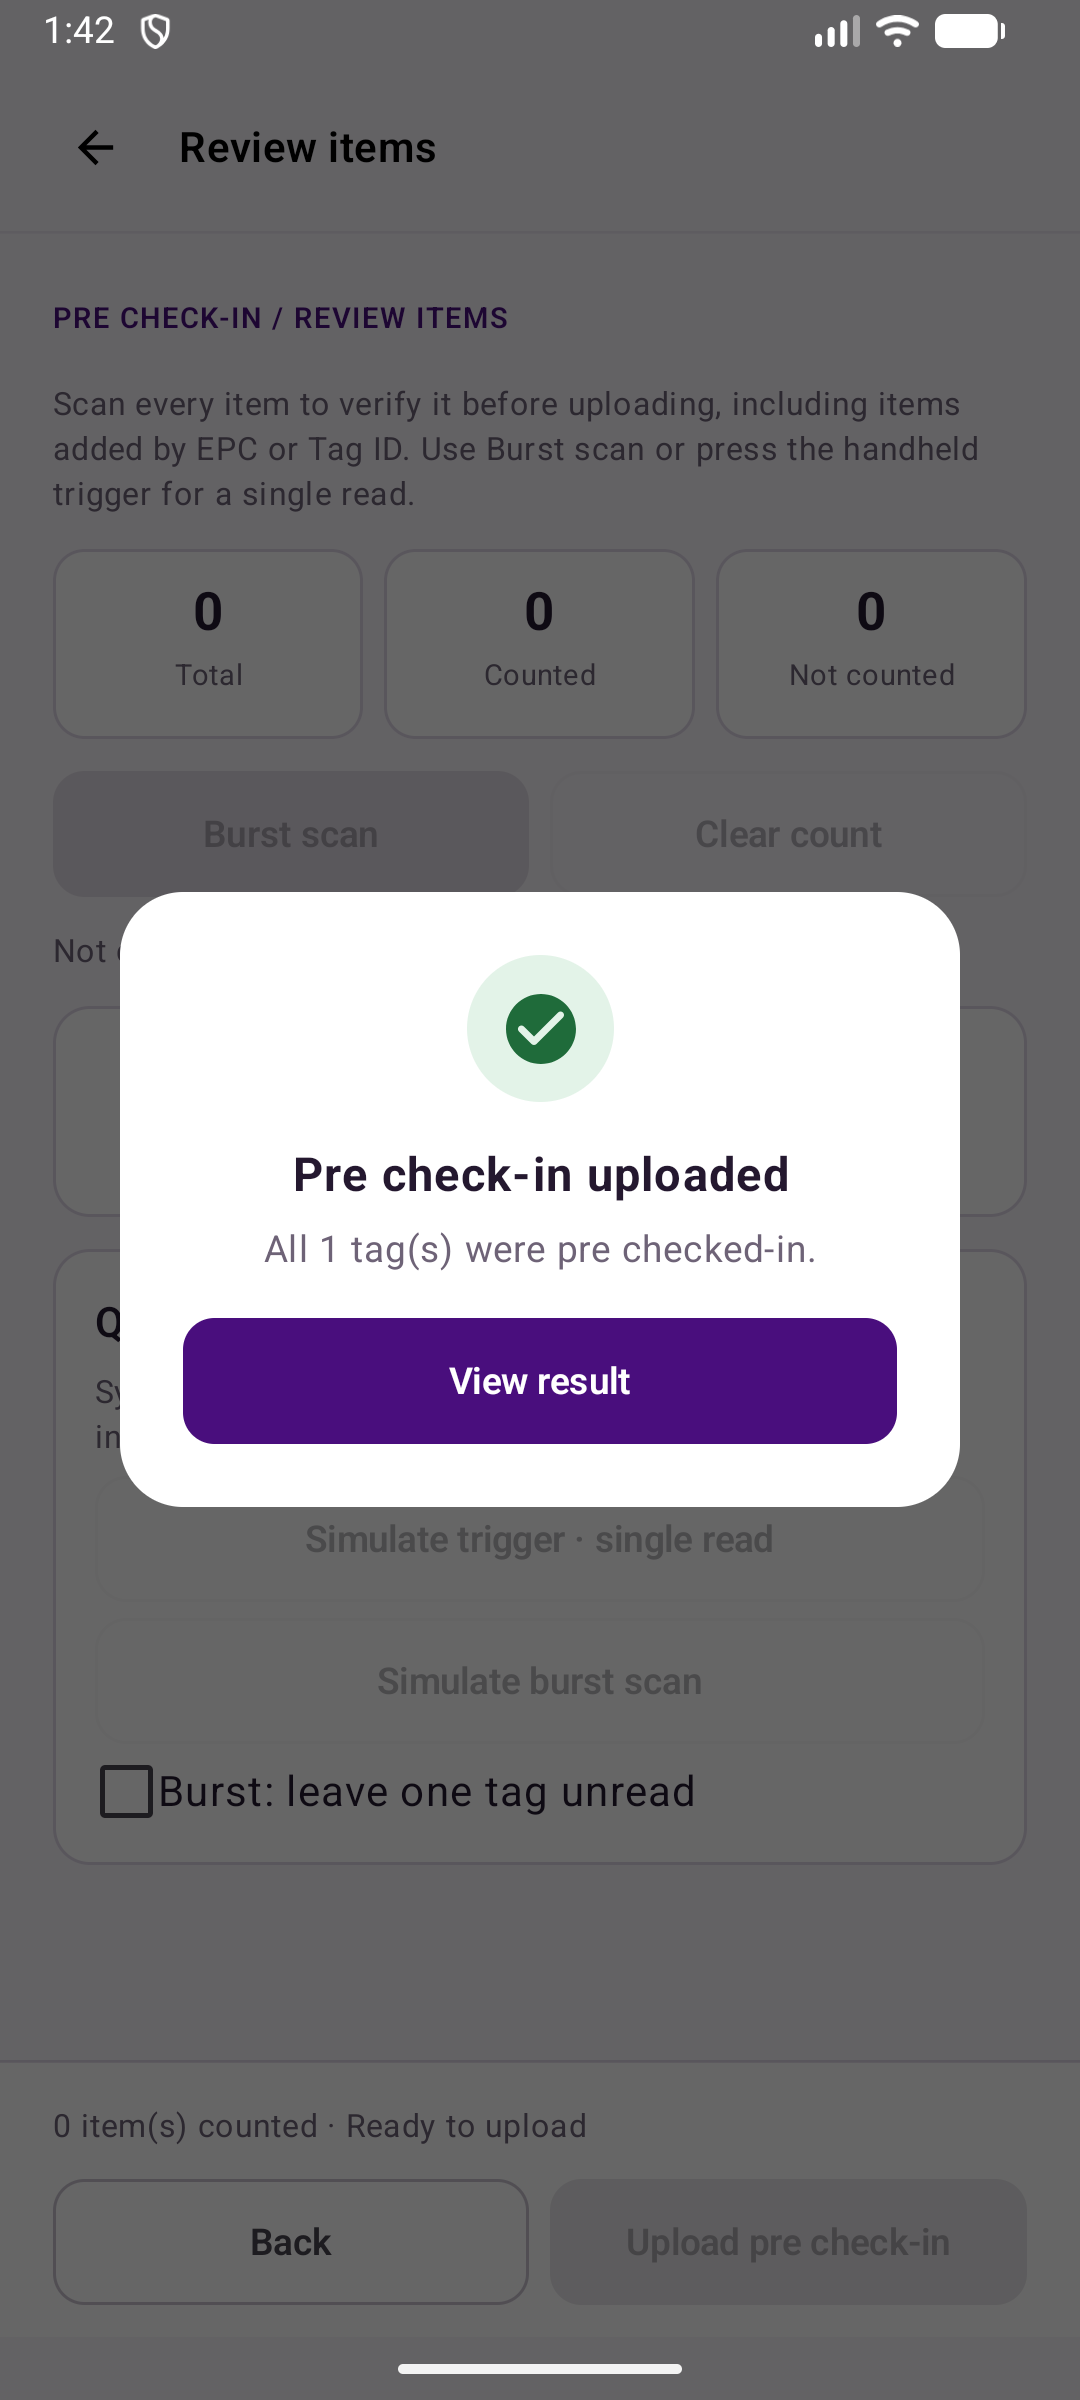 1:42
Review items
PRE CHECK-IN / REVIEW ITEMS
Scan every item to verify it before uploading, including items
added by EPC or Tag ID. Use Burst scan or press the handheld
trigger for a single read.
0
Total
0
Counted
0
Not counted
Burst scan
Clear count
Not
Pre check-in uploaded
All 1 tag(s) were pre checked-in.
View result
Simulate trigger · single read
Simulate burst scan
Burst: leave one tag unread
0 item(s) counted · Ready to upload
Back
Upload pre check-in